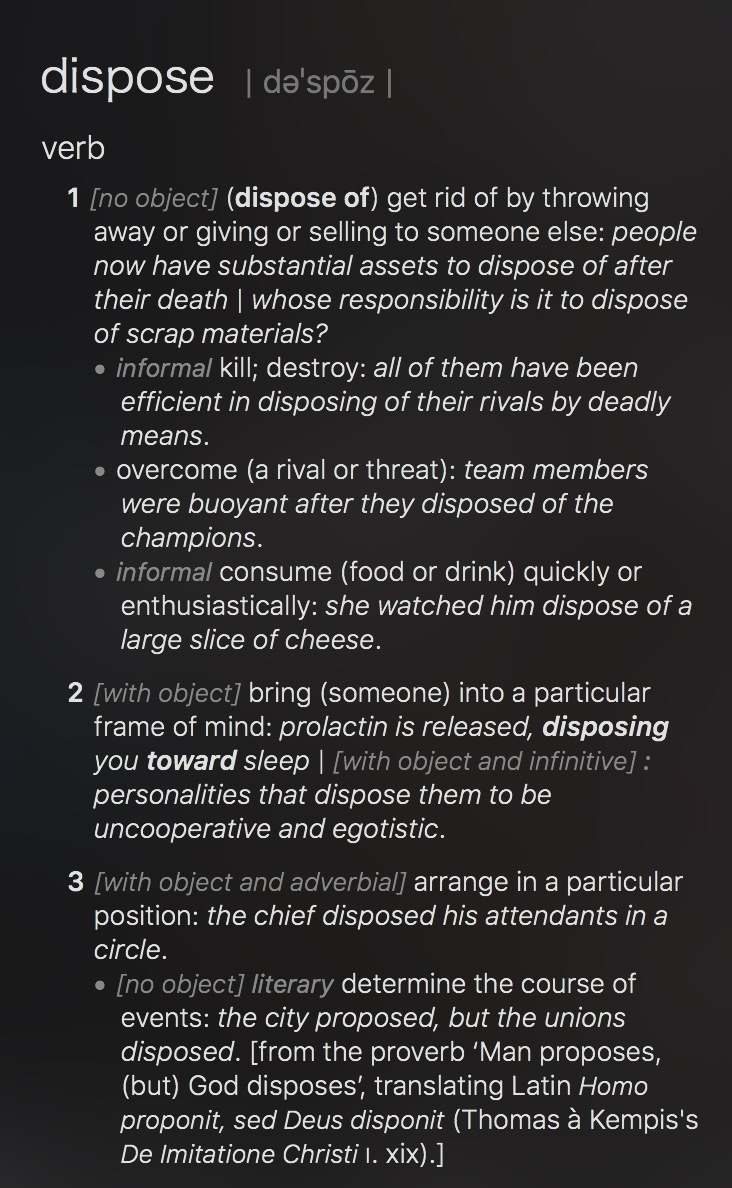 dispose | dəˈspōz |
verb
1 [no object] (dispose of) get rid of by throwing
away or giving or selling to someone else: people
now have substantial assets to dispose of after
their death | whose responsibility is it to dispose
of scrap materials?
• informal kill; destroy: all of them have been
efficient in disposing of their rivals by deadly
means.
• overcome (a rival or threat): team members
were buoyant after they disposed of the
champions.
• informal consume (food or drink) quickly or
enthusiastically: she watched him dispose of a
large slice of cheese.
2 [with object] bring (someone) into a particular
frame of mind: prolactin is released, disposing
you toward sleep | [with object and infinitive] :
personalities that dispose them to be
uncooperative and egotistic.
3 [with object and adverbial] arrange in a particular
position: the chief disposed his attendants in a
circle.
• [no object] literary determine the course of
events: the city proposed, but the unions
disposed. [from the proverb ‘Man proposes,
(but) God disposes’, translating Latin Homo
proponit, sed Deus disponit (Thomas à Kempis's
De Imitatione Christi ı. xix).]